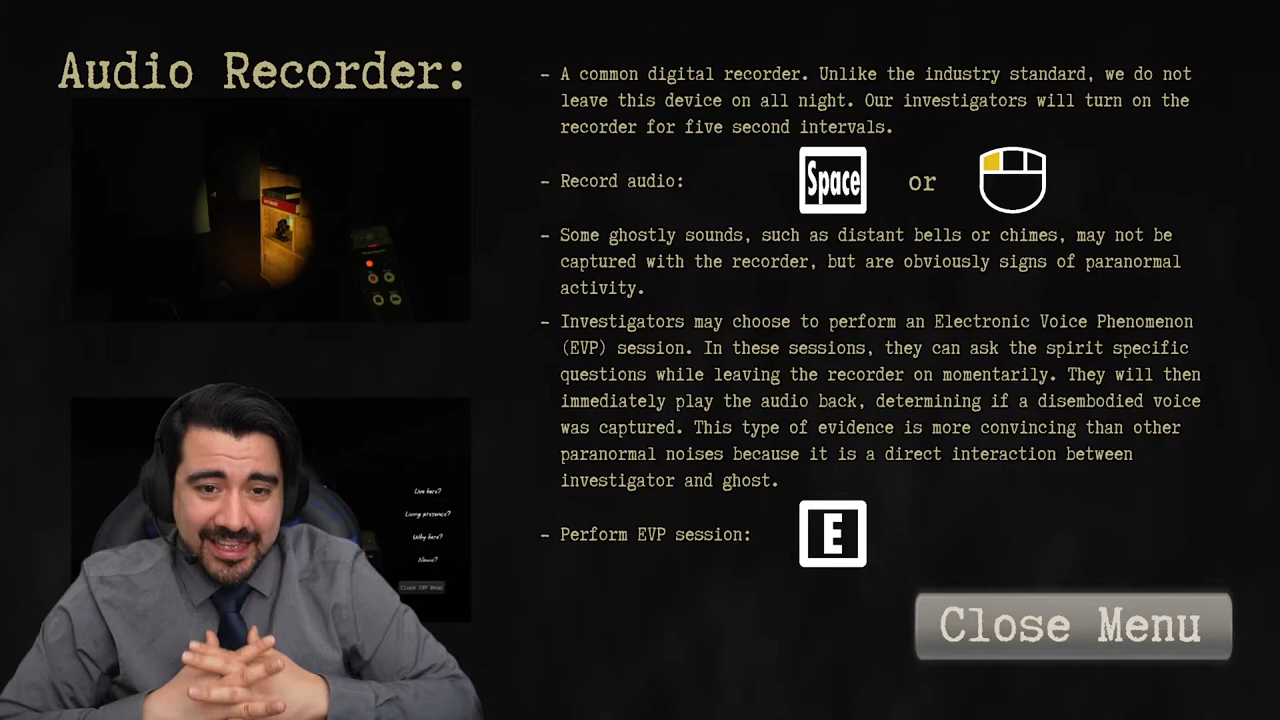 Audio Recorder:
- A common digital recorder. Unlike the industry standard, we do not
leave this device on all night. Our investigators will turn on the
recorder for five second intervals.
- Record audio:
Space
or
- Some ghostly sounds, such as distant bells or chimes, may not be
captured with the recorder, but are obviously signs of paranormal
activity.
- Investigators may choose to perform an Electronic Voice Phenomenon
(EVP) session. In these sessions, they can ask the spirit specific
questions while leaving the recorder on momentarily. They will then
immediately play the audio back, determining if a disembodied voice
was captured. This type of evidence is more convincing than other
paranormal noises because it is a direct interaction between
investigator and ghost.
- Perform EVP session:
E
Live here?
Living presence?
Why here?
Name?
Close EVP Menu
Close Menu